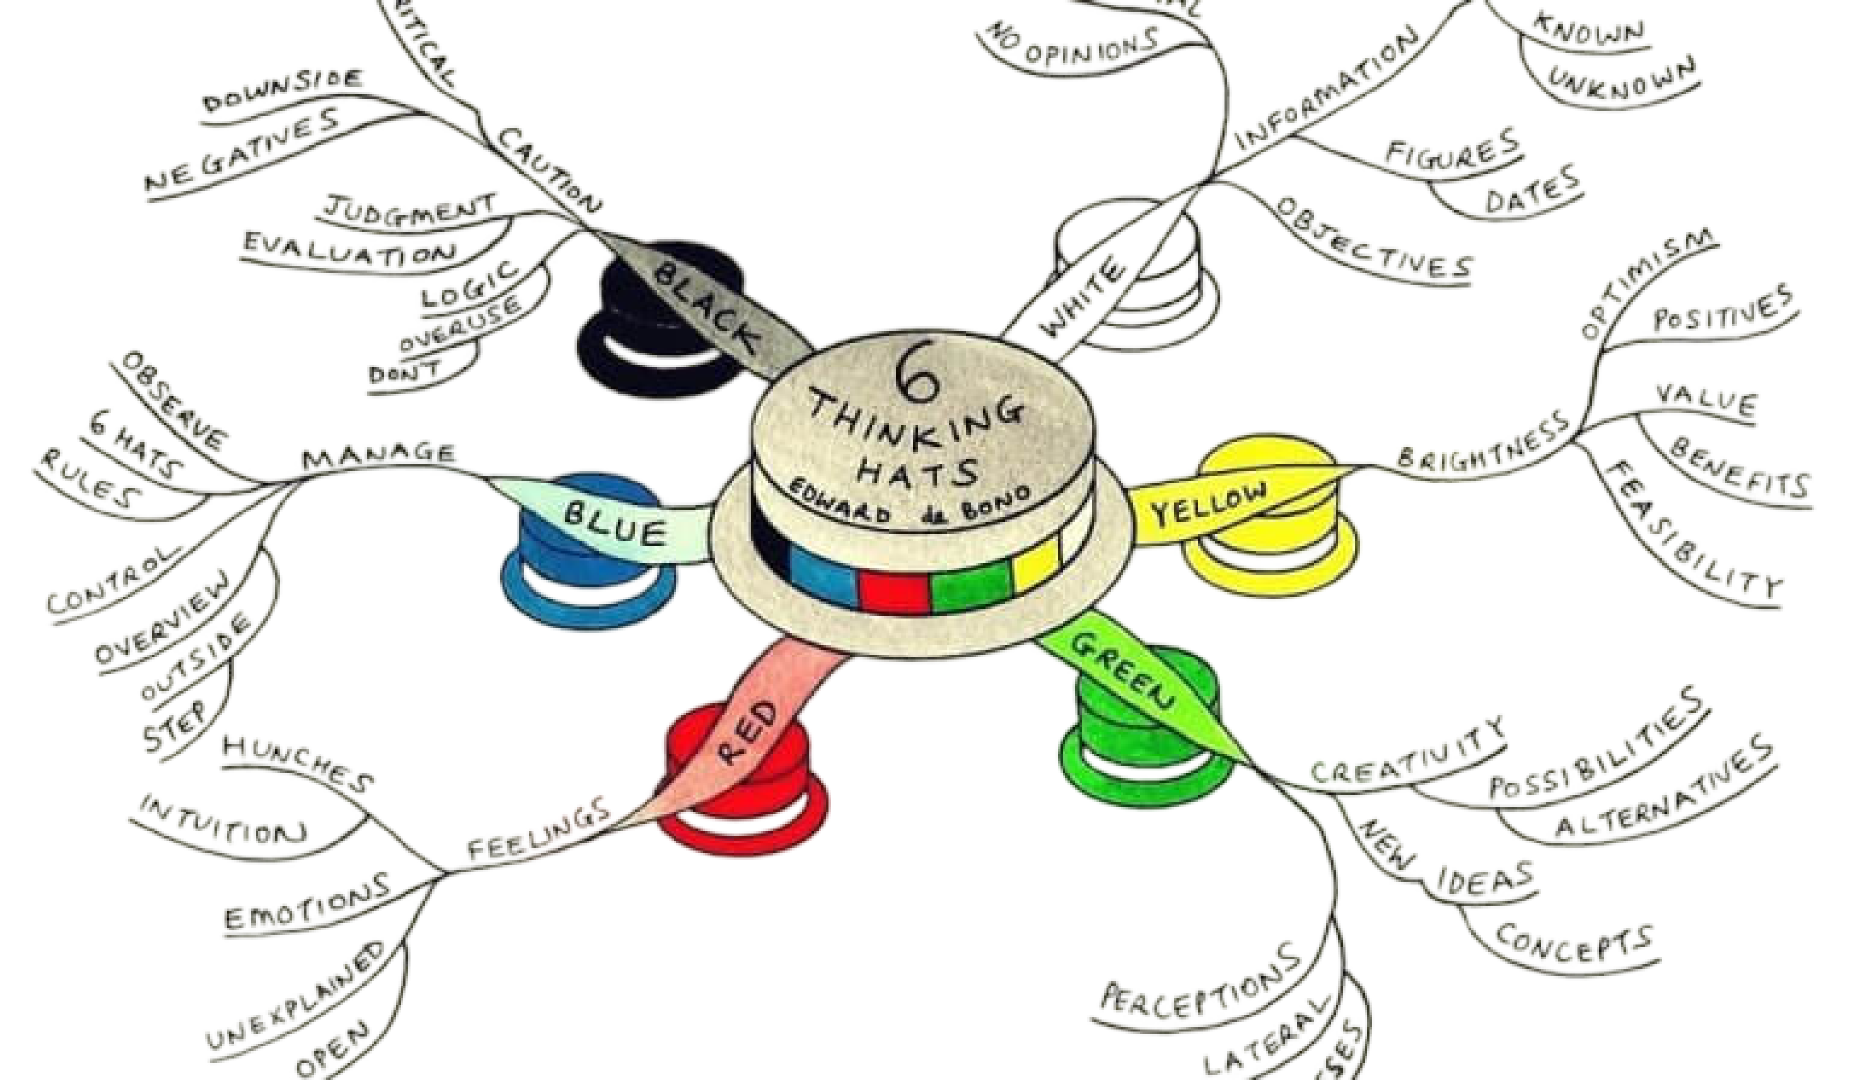 6
THINKING
HATS
EDWARD de BONO
WHITE
NO OPINIONS
INFORMATION
KNOWN
UNKNOWN
FIGURES
DATES
OBJECTIVES
YELLOW
BRIGHTNESS
OPTIMISM
POSITIVES
VALUE
BENEFITS
FEASIBILITY
GREEN
CREATIVITY
POSSIBILITIES
ALTERNATIVES
NEW IDEAS
CONCEPTS
PERCEPTIONS
LATERAL
RED
FEELINGS
HUNCHES
INTUITION
EMOTIONS
UNEXPLAINED
OPEN
BLUE
MANAGE
OBSERVE
6 HATS
RULES
CONTROL
OVERVIEW
OUTSIDE
STEP
BLACK
CAUTION
DOWNSIDE
NEGATIVES
JUDGMENT
EVALUATION
LOGIC
OVERUSE
DONT